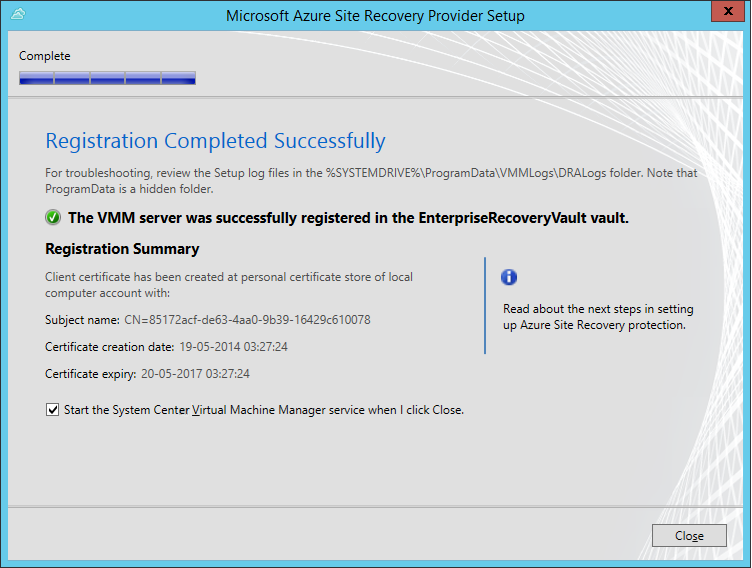 Microsoft Azure Site Recovery Provider Setup
x
Complete
Registration Completed Successfully
For troubleshooting, review the Setup log files in the %SYSTEMDRIVE%\ProgramData\VMMLogs\DRALogs folder. Note that
ProgramData is a hidden folder.
The VMM server was successfully registered in the EnterpriseRecoveryVault vault.
Registration Summary
Client certificate has been created at personal certificate store of local
computer account with:
Subject name: CN=85172acf-de63-4aa0-9b39-16429c610078
Certificate creation date: 19-05-2014 03:27:24
Certificate expiry: 20-05-2017 03:27:24
Read about the next steps in setting
up Azure Site Recovery protection.
Start the System Center Virtual Machine Manager service when I click Close.
Close